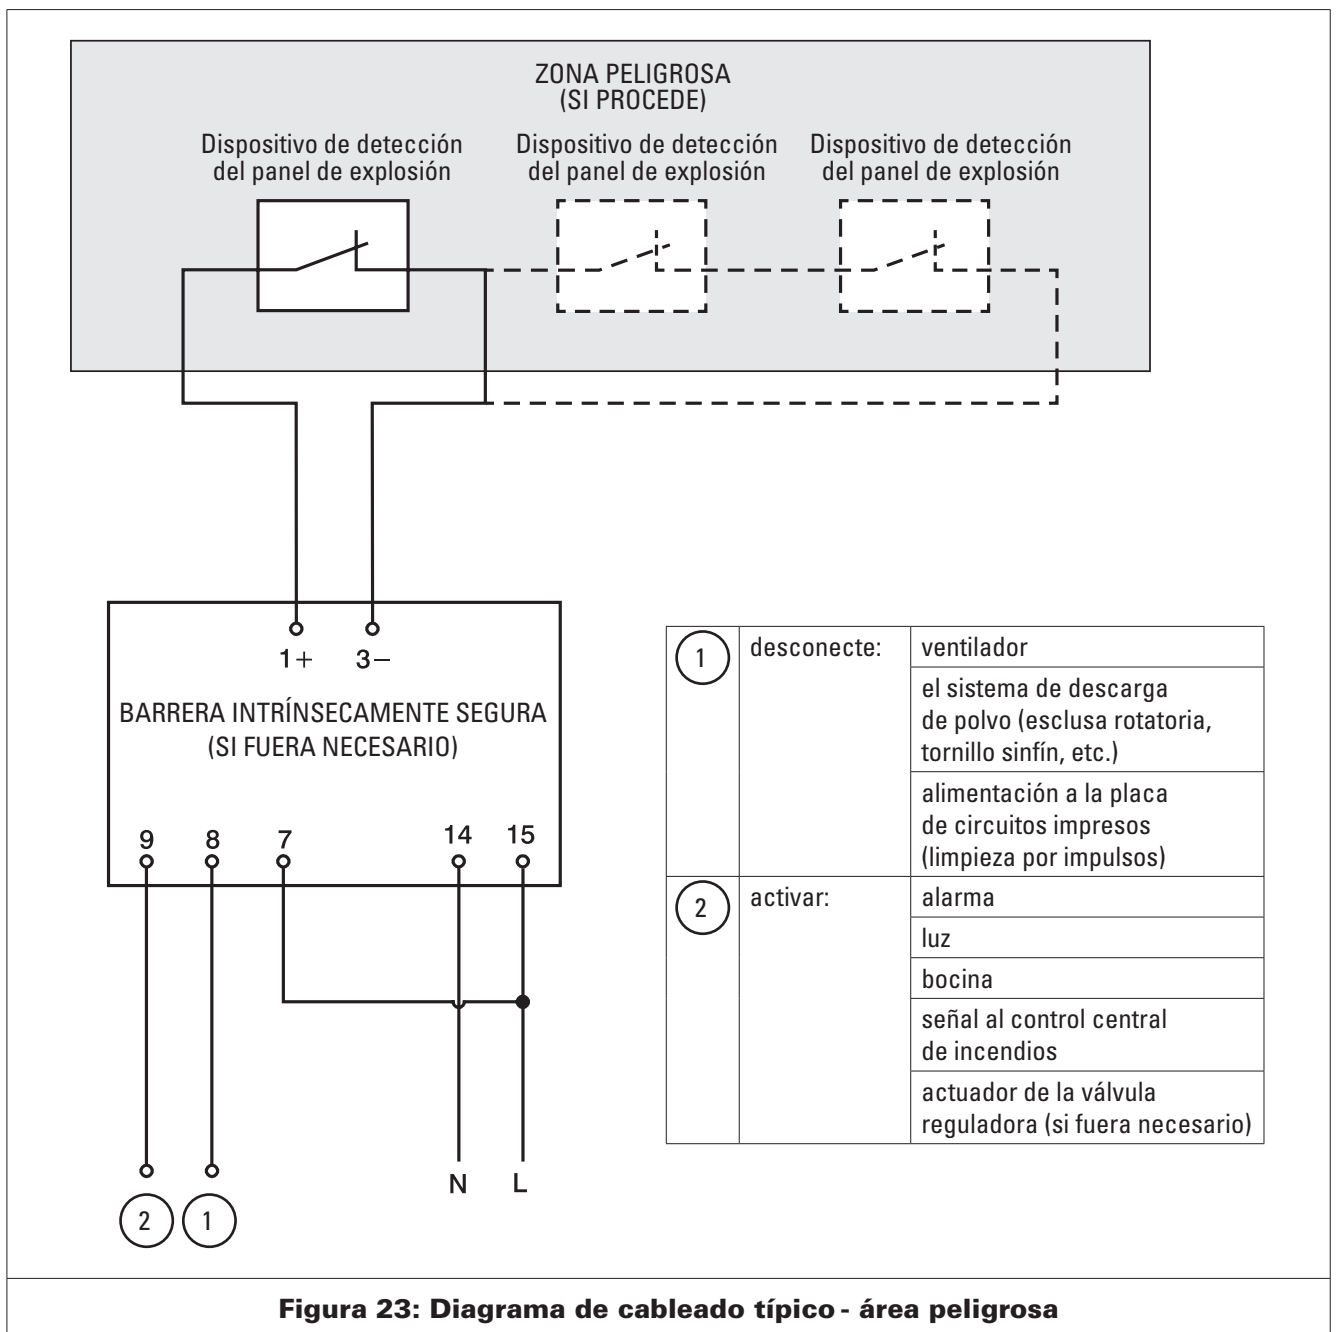 ZONA PELIGROSA
(SI PROCEDE)
Dispositivo de detección
del panel de explosión
Dispositivo de detección
del panel de explosión
Dispositivo de detección
del panel de explosión
1+
3−
BARRERA INTRÍNSECAMENTE SEGURA
(SI FUERA NECESARIO)
9
8
7
14
15
N
L
2
1
1
desconecte:
ventilador
el sistema de descarga
de polvo (esclusa rotatoria,
tornillo sinfín, etc.)
alimentación a la placa
de circuitos impresos
(limpieza por impulsos)
2
activar:
alarma
luz
bocina
señal al control central
de incendios
actuador de la válvula
reguladora (si fuera necesario)
Figura 23: Diagrama de cableado típico - área peligrosa